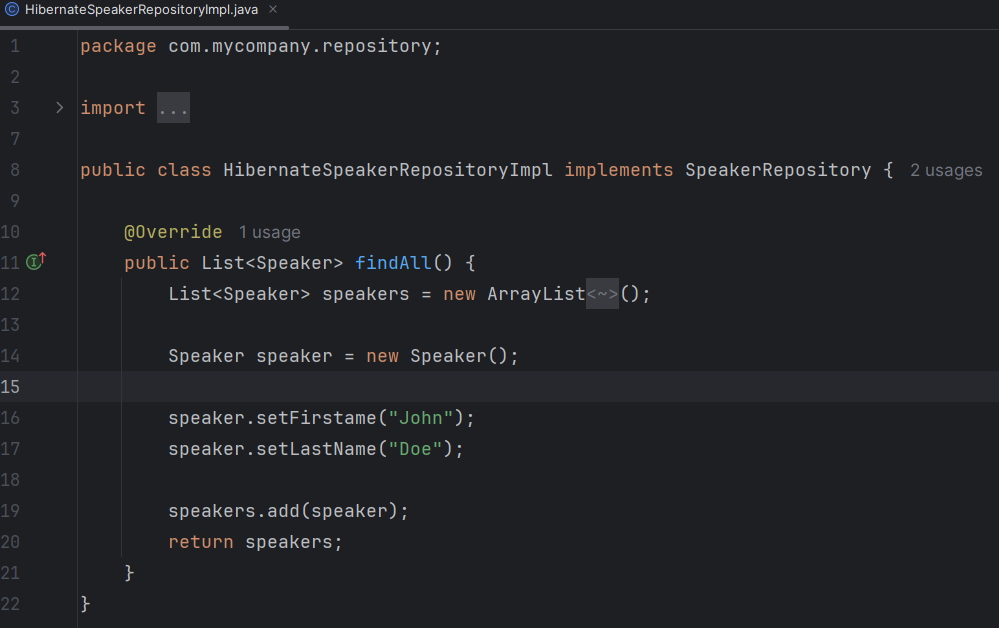 HibernateSpeakerRepositoryImpl.java ×
1 package com.mycompany.repository;
2
3 > import ...
7
8 public class HibernateSpeakerRepositoryImpl implements SpeakerRepository { 2 usages
9
10 @Override 1 usage
11 public List<Speaker> findAll() {
12 List<Speaker> speakers = new ArrayList<~>();
13
14 Speaker speaker = new Speaker();
15
16 speaker.setFirstame("John");
17 speaker.setLastName("Doe");
18
19 speakers.add(speaker);
20 return speakers;
21 }
22 }